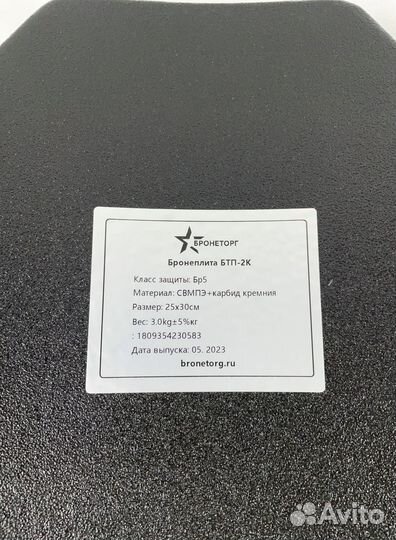 БРОНЕТОРГ
Бронеплита БТП-2К
Класс защиты: Бр5
Материал: СВМПЭ+карбид кремния
Размер: 25х30см
Вес: 3.0kg±5%кг
: 1809354230583
Дата выпуска: 05. 2023
bronetorg.ru
Avito